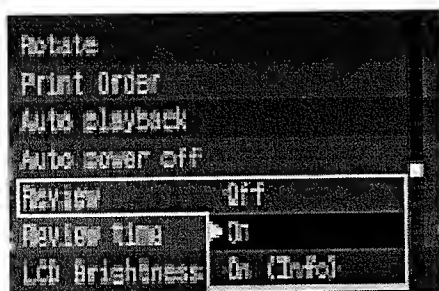 Rotate
Print Order
Auto playback
Auto power off
Review Off
Review time On
LCD Brightness On (Info)